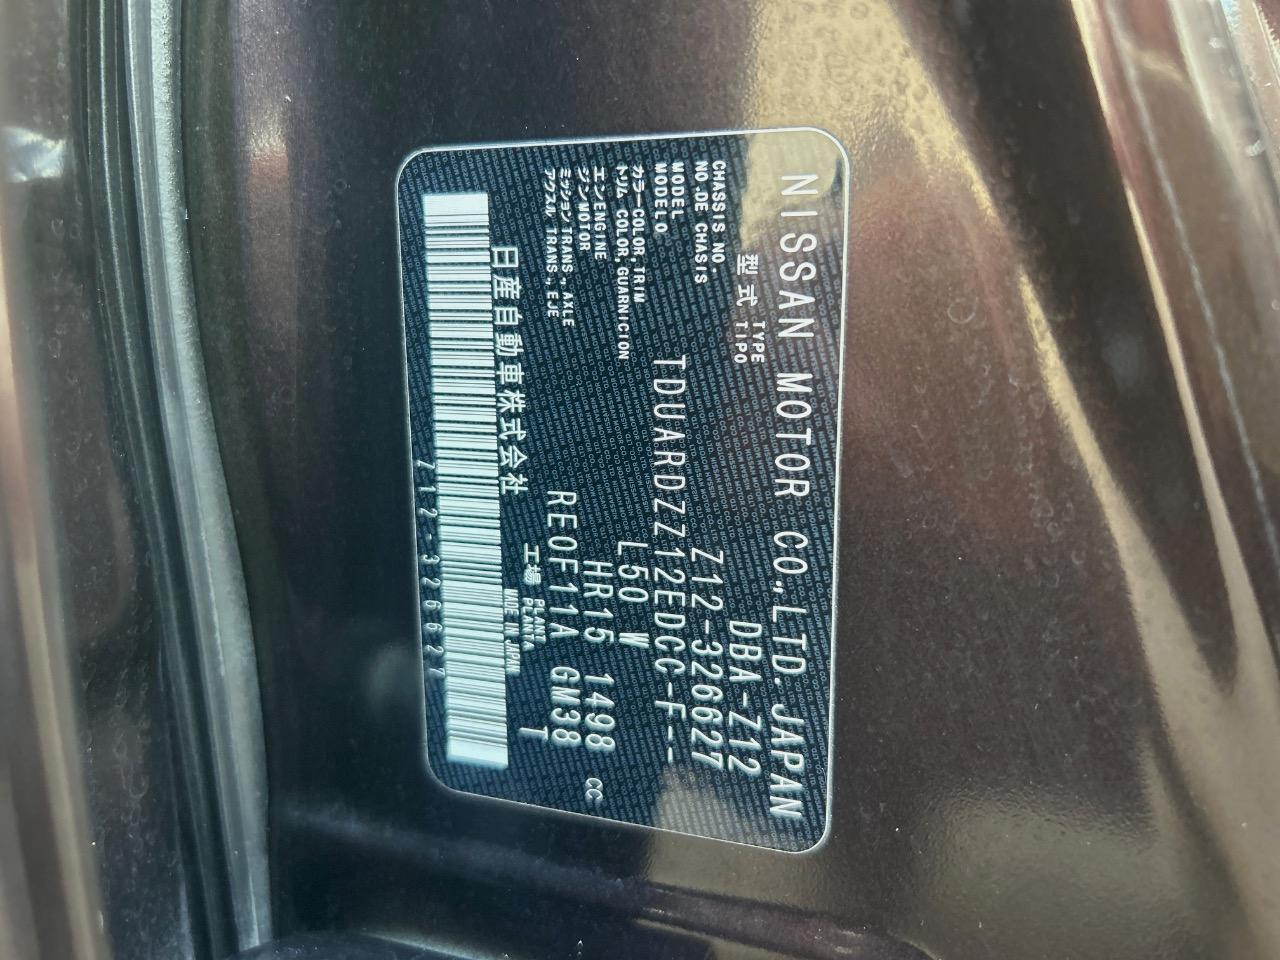 NISSAN MOTOR CO.,LTD. JAPAN
型式 TYPE TIPO DBA-Z12
CHASSIS NO. NO.DE CHASIS Z12-326627
MODEL MODELO TDUARDZZ12EDCC-F--
カラー COLOR,TRIM トリム COLOR,GUARNICION L50 W
エン ENGINE ジン MOTOR HR15 1498 CC
ミッション TRANS., AXLE アクスル TRANS., EJE RE0F11A GM38
工場 PLANT PLANTA T
日産自動車株式会社 MADE IN JAPAN
Z12-326627